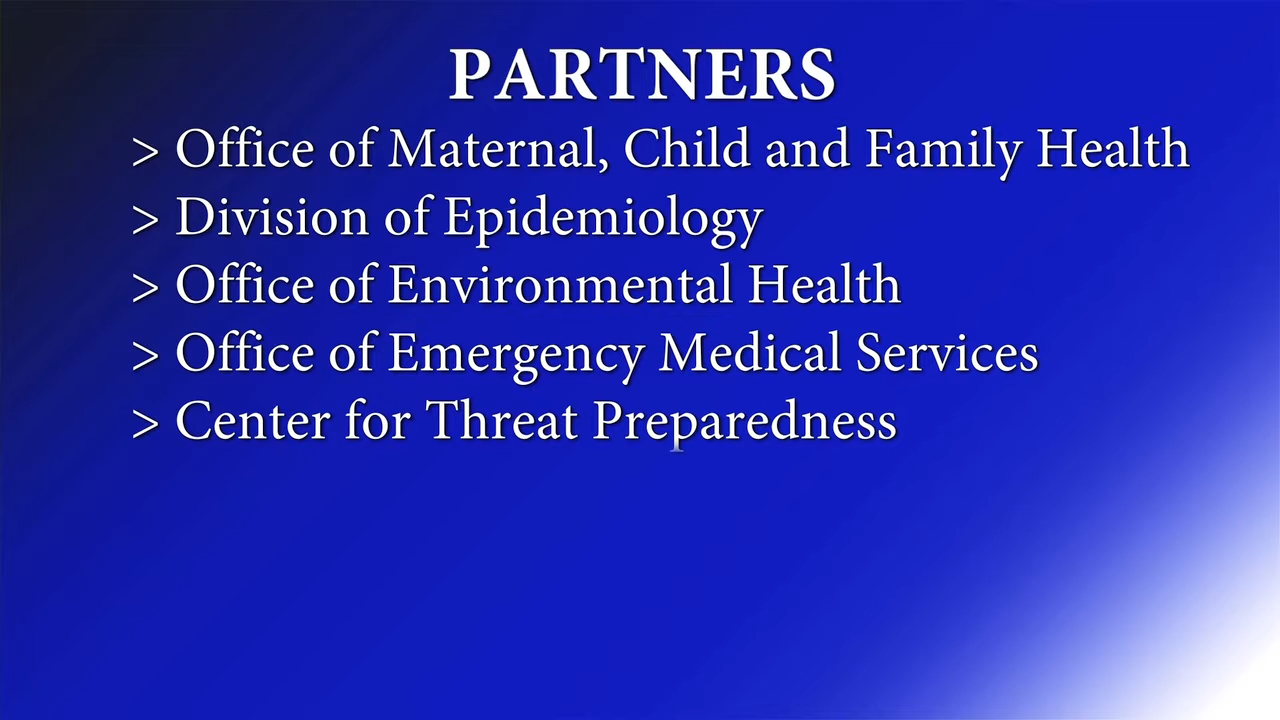 PARTNERS
> Office of Maternal, Child and Family Health
> Division of Epidemiology
> Office of Environmental Health
> Office of Emergency Medical Services
> Center for Threat Preparedness